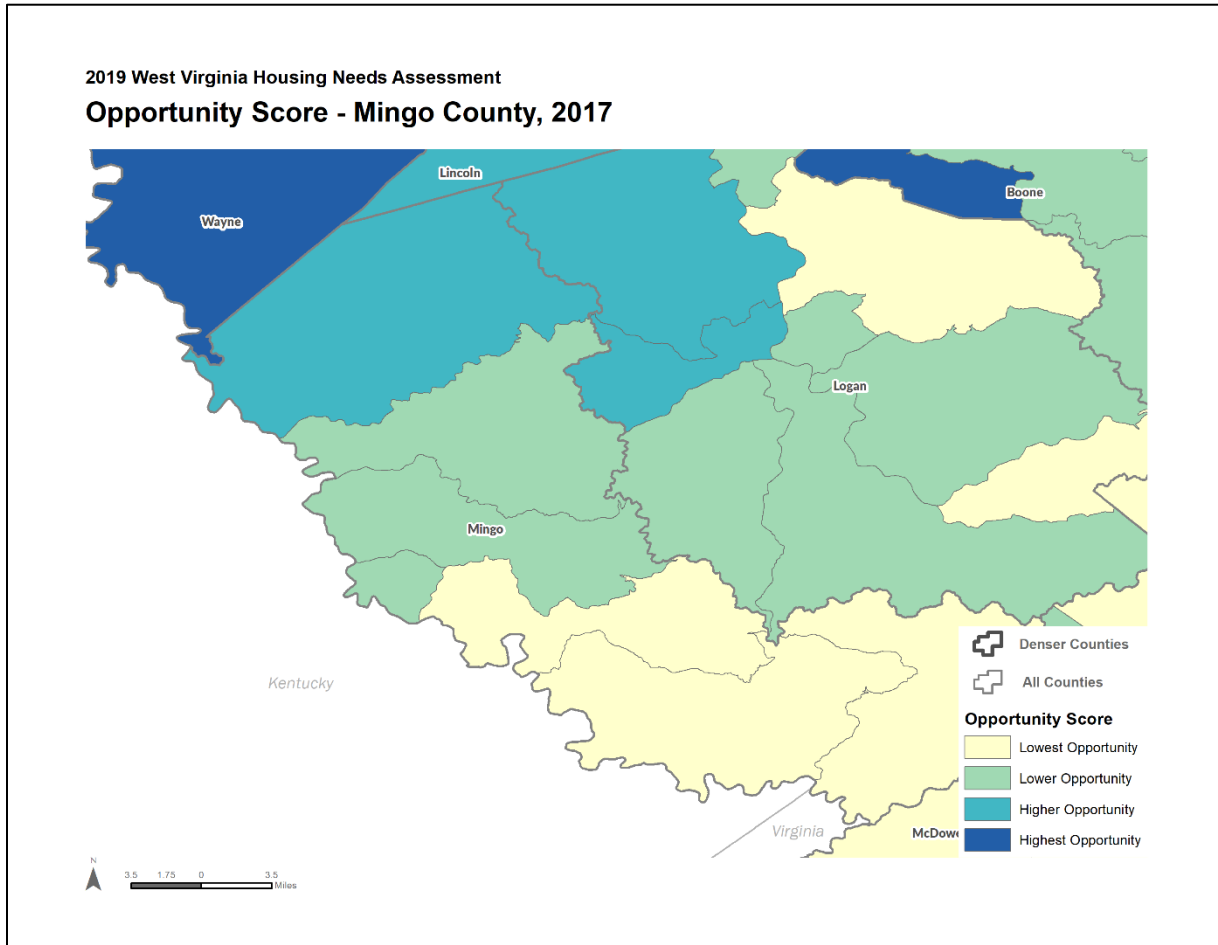 2019 West Virginia Housing Needs Assessment
Opportunity Score - Mingo County, 2017
Lincoln
Boone
Wayne
Logan
Mingo
Kentucky
Virginia
McDowe
Denser Counties
All Counties
Opportunity Score
Lowest Opportunity
Lower Opportunity
Higher Opportunity
Highest Opportunity
N
3.5 1.75 0 3.5
Miles